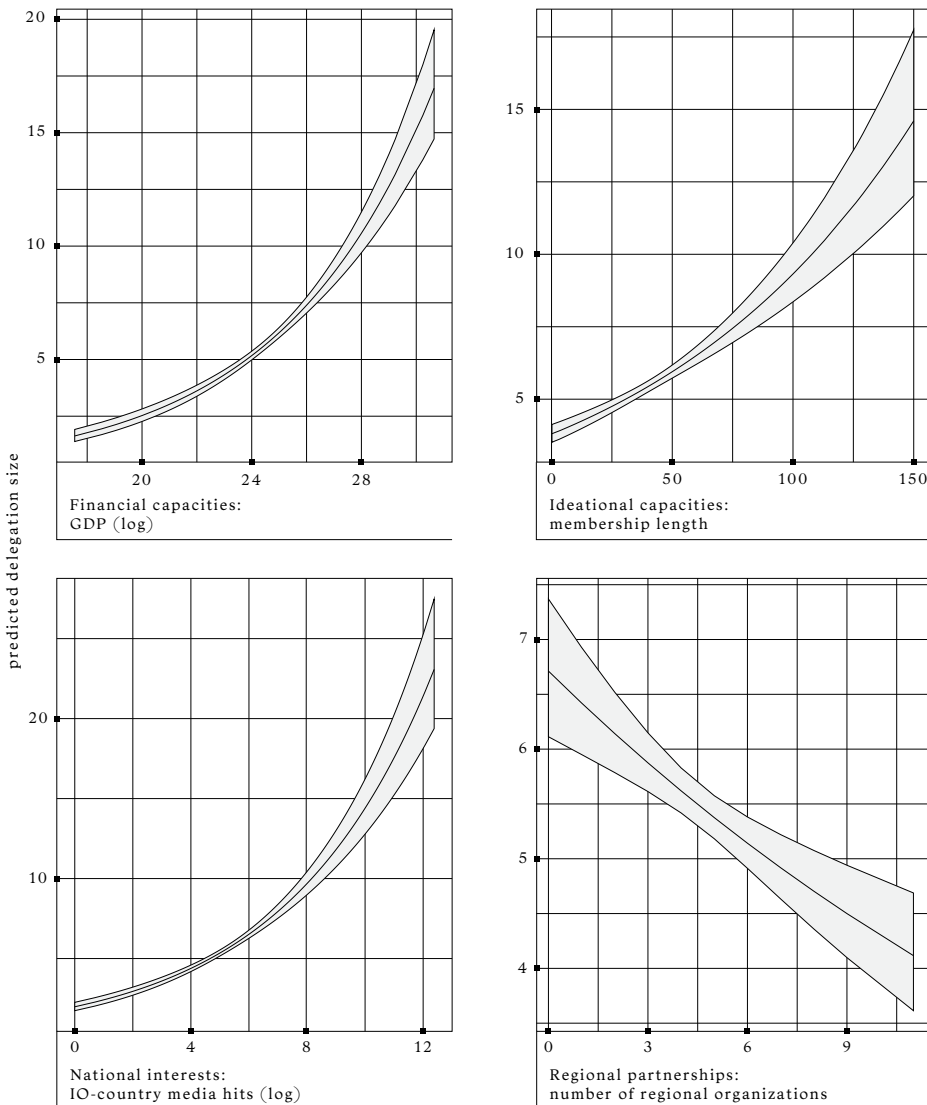 predicted delegation size
20
15
10
5
20 24 28
Financial capacities:
GDP (log)
15
10
5
0 50 100 150
Ideational capacities:
membership length
20
10
0 4 8 12
National interests:
IO-country media hits (log)
7
6
5
4
0 3 6 9
Regional partnerships:
number of regional organizations